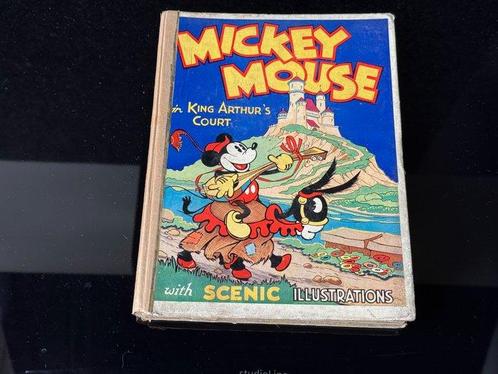 MICKEY
MOUSE
in KING ARTHUR'S
COURT
with SCENIC ILLUSTRATIONS